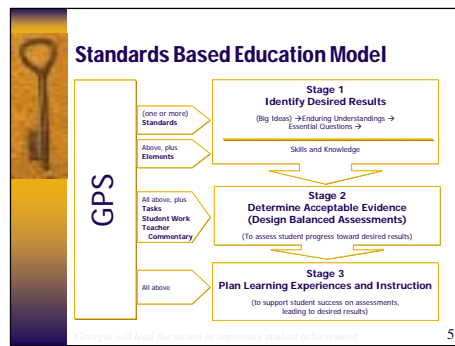 Standards Based Education Model
GPS
(one or more)
Standards
Above, plus
Elements
All above, plus
Tasks
Student Work
Teacher
Commentary
All above
Stage 1
Identify Desired Results
(Big Ideas) →Enduring Understandings →
Essential Questions →
Skills and Knowledge
Stage 2
Determine Acceptable Evidence
(Design Balanced Assessments)
(To assess student progress toward desired results)
Stage 3
Plan Learning Experiences and Instruction
(to support student success on assessments,
leading to desired results)
Georgia will lead the nation in improving student achievement.
5